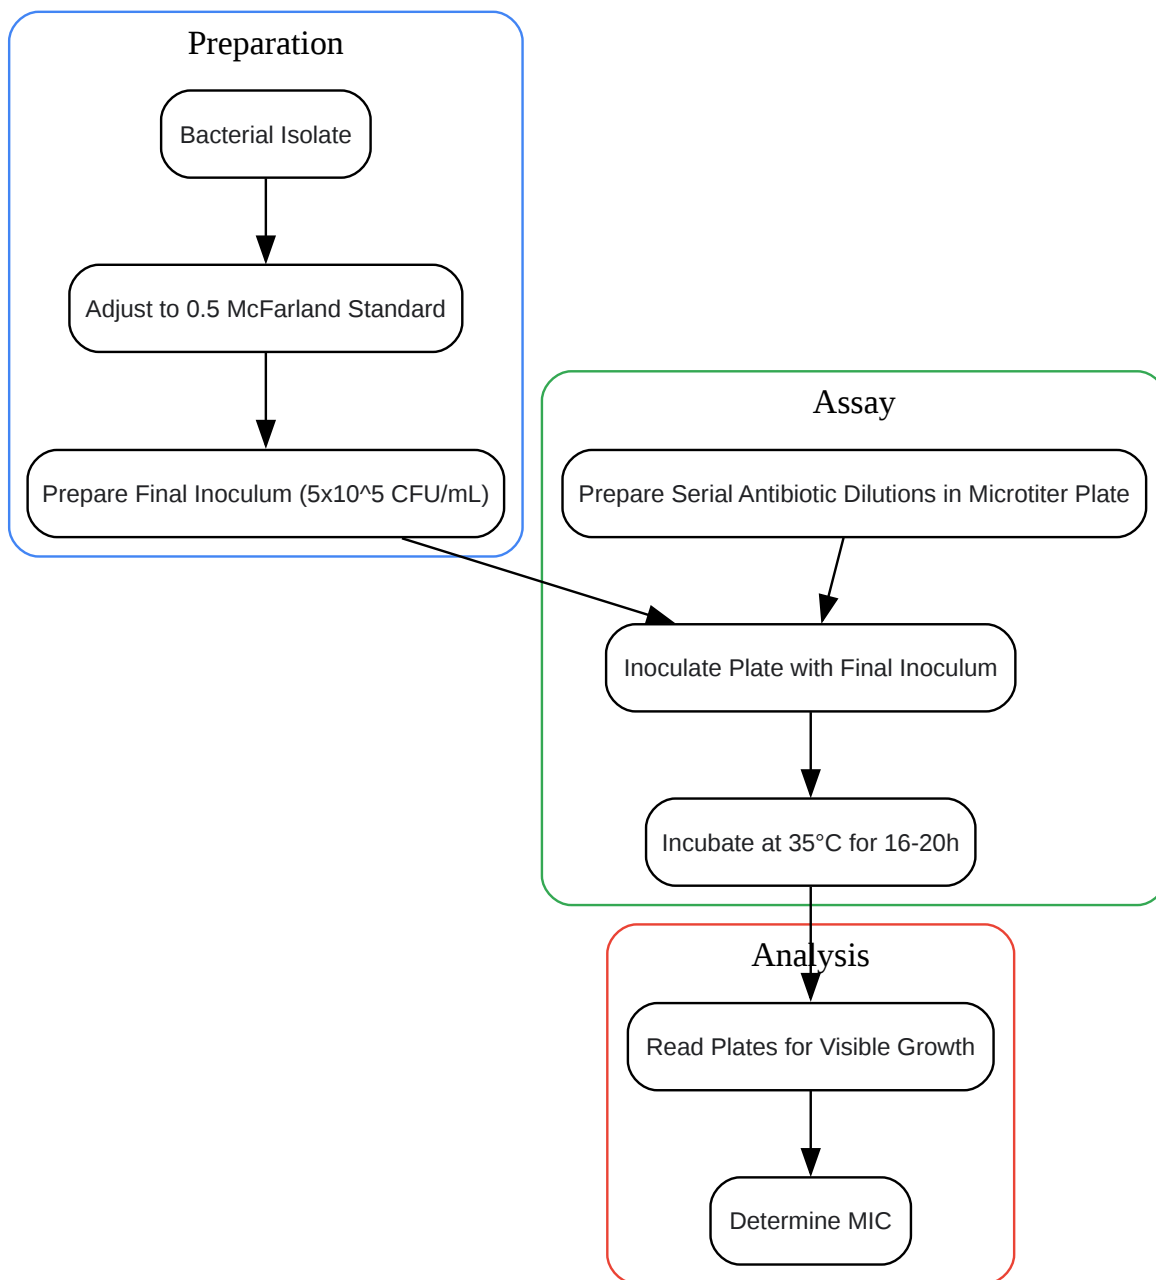 Preparation
Bacterial Isolate
Adjust to 0.5 McFarland Standard
Prepare Final Inoculum (5x10^5 CFU/mL)
Assay
Prepare Serial Antibiotic Dilutions in Microtiter Plate
Inoculate Plate with Final Inoculum
Incubate at 35°C for 16-20h
Analysis
Read Plates for Visible Growth
Determine MIC